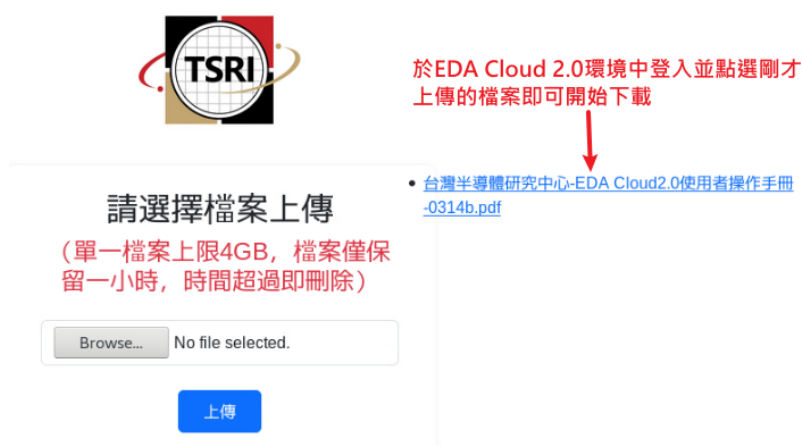 TSRI
於EDA Cloud 2.0環境中登入並點選剛才
上傳的檔案即可開始下載
台灣半導體研究中心-EDA Cloud2.0使用者操作手冊
-0314b.pdf
請選擇檔案上傳
（單一檔案上限4GB，檔案僅保
留一小時，時間超過即刪除）
Browse... No file selected.
上傳